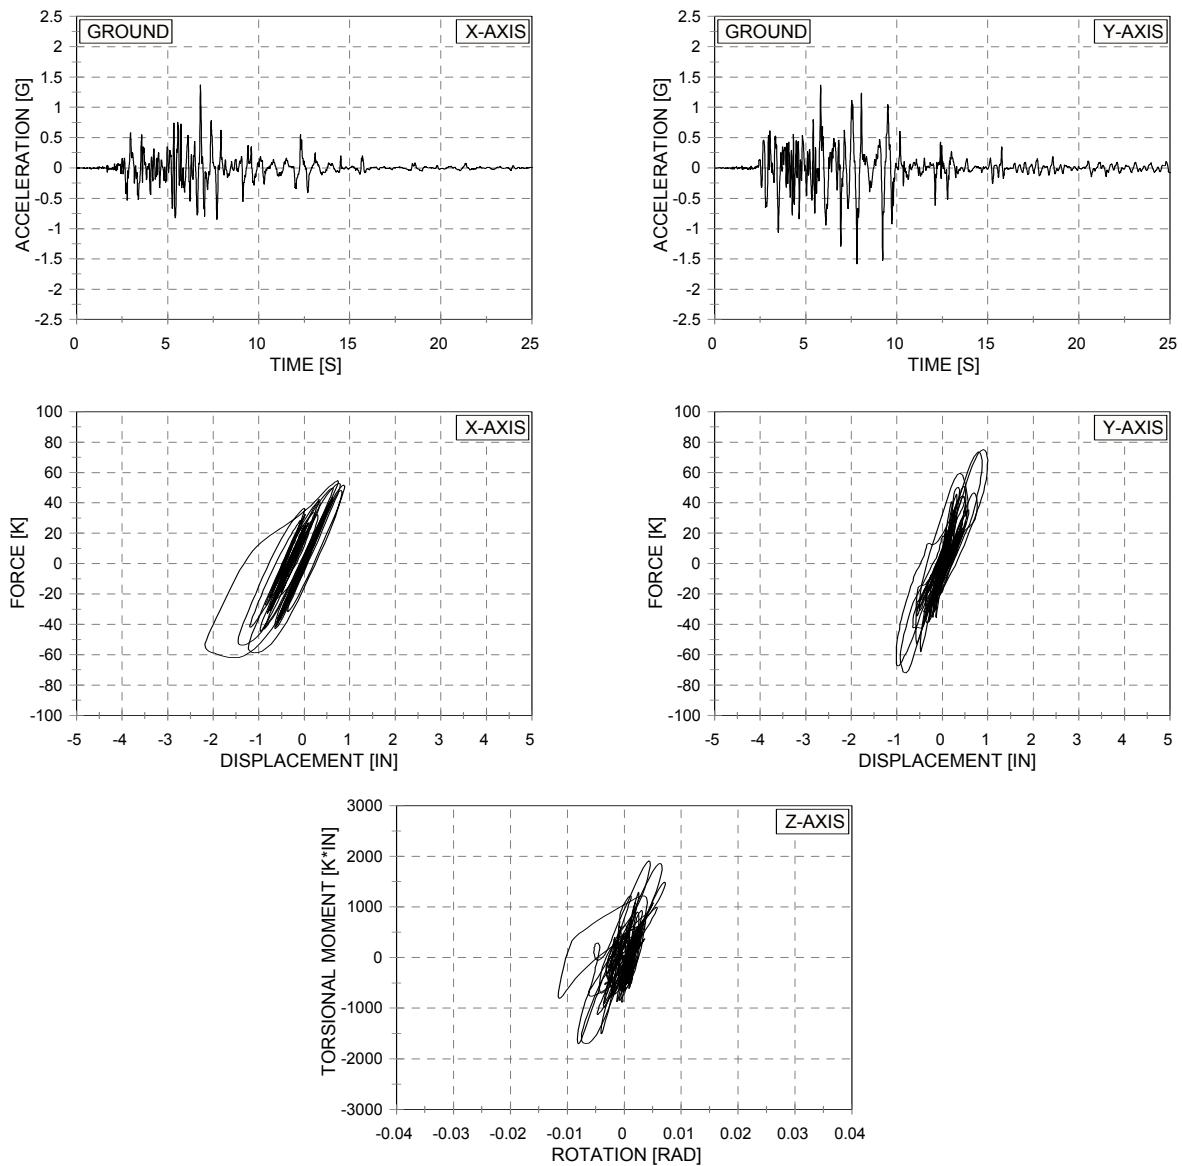 GROUND X-AXIS
2.5
2
1.5
1
0.5
0
-0.5
-1
-1.5
-2
-2.5
ACCELERATION [G]
0 5 10 15 20 25
TIME [S]
GROUND Y-AXIS
2.5
2
1.5
1
0.5
0
-0.5
-1
-1.5
-2
-2.5
ACCELERATION [G]
0 5 10 15 20 25
TIME [S]
X-AXIS
100
80
60
40
20
0
-20
-40
-60
-80
-100
FORCE [K]
-5 -4 -3 -2 -1 0 1 2 3 4 5
DISPLACEMENT [IN]
Y-AXIS
100
80
60
40
20
0
-20
-40
-60
-80
-100
FORCE [K]
-5 -4 -3 -2 -1 0 1 2 3 4 5
DISPLACEMENT [IN]
Z-AXIS
3000
2000
1000
0
-1000
-2000
-3000
TORSIONAL MOMENT [K*IN]
-0.04 -0.03 -0.02 -0.01 0 0.01 0.02 0.03 0.04
ROTATION [RAD]